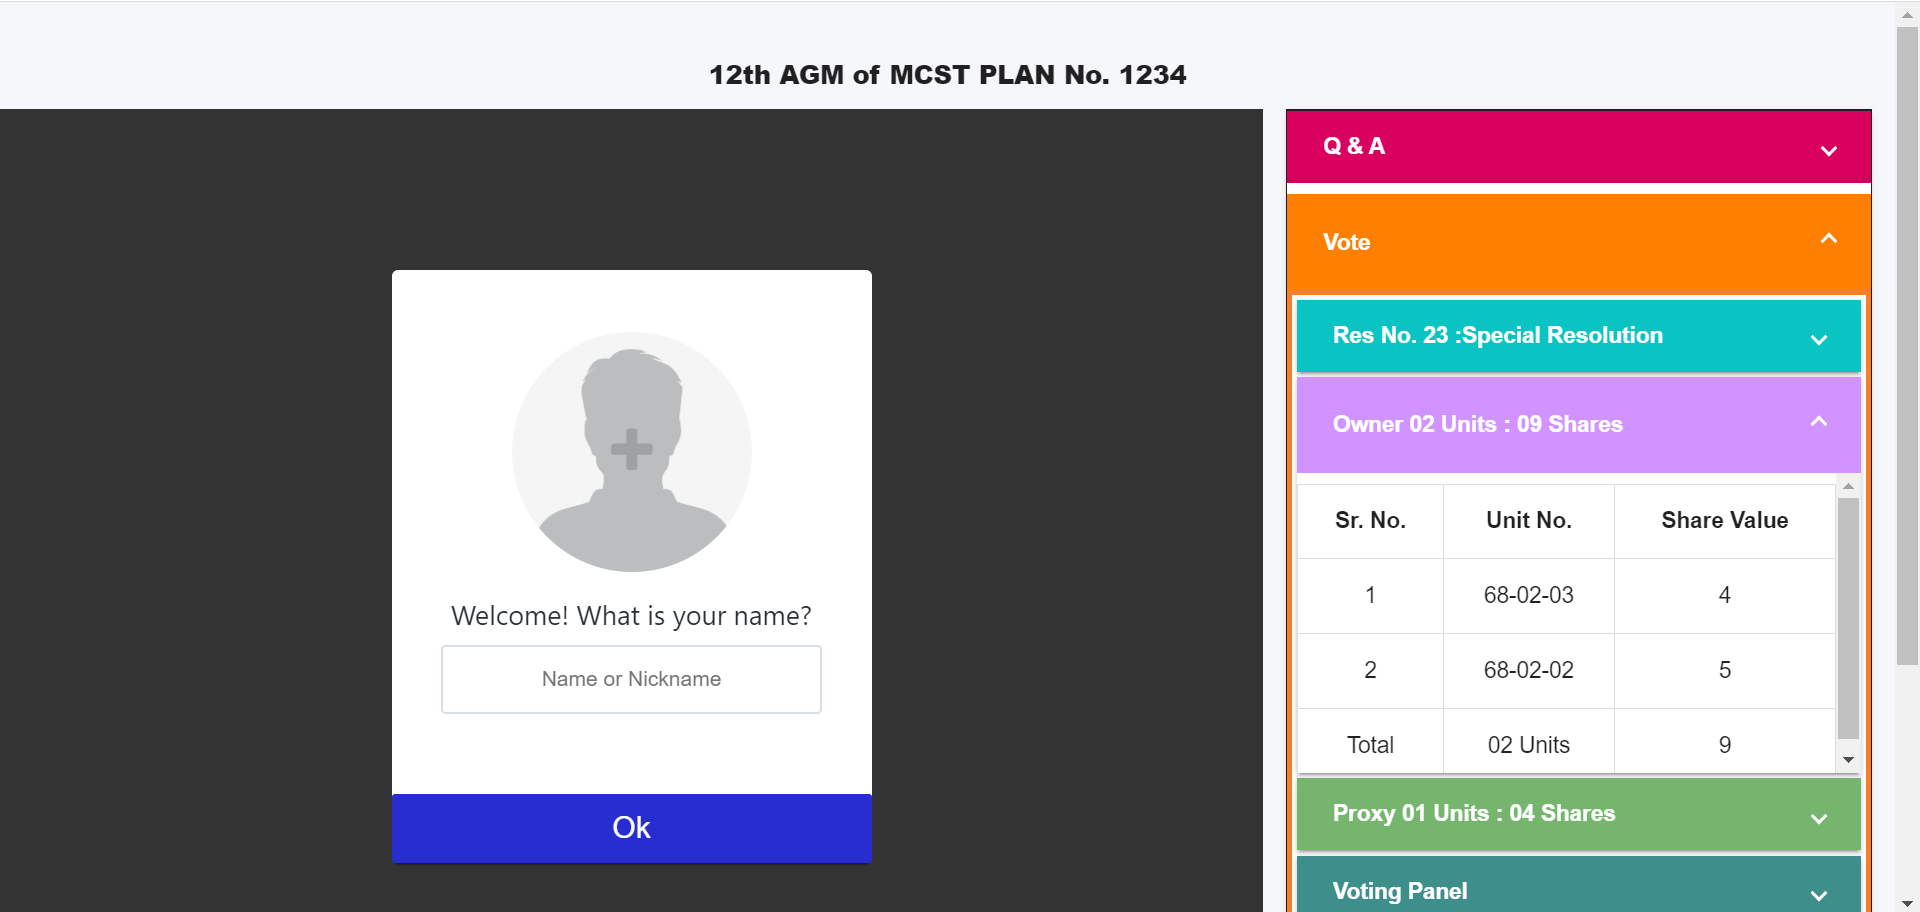 12th AGM of MCST PLAN No. 1234
Welcome! What is your name?
Name or Nickname
Ok
Q & A
Vote
Res No. 23 :Special Resolution
Owner 02 Units : 09 Shares
Sr. No. Unit No. Share Value
1 68-02-03 4
2 68-02-02 5
Total 02 Units 9
Proxy 01 Units : 04 Shares
Voting Panel